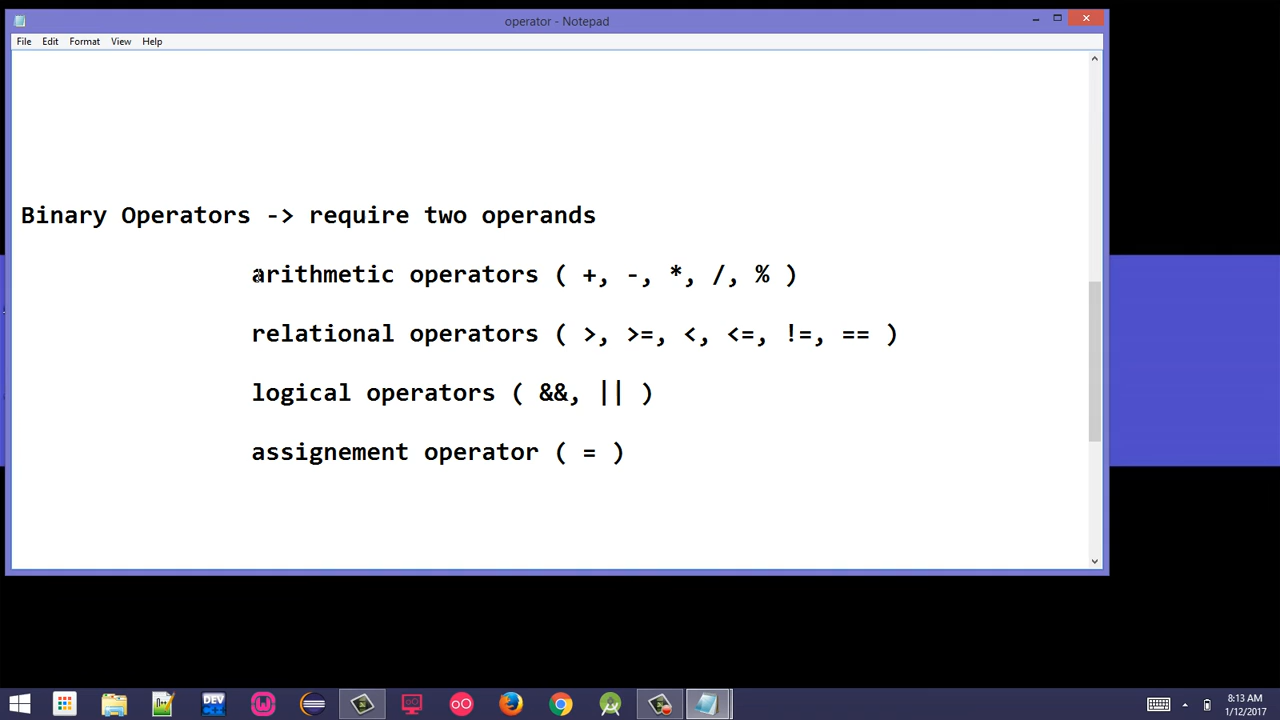 operator - Notepad
File Edit Format View Help
Binary Operators -> require two operands
arithmetic operators ( +, -, *, /, % )
relational operators ( >, >=, <, <=, !=, == )
logical operators ( &&, || )
assignement operator ( = )
DEV
8:13 AM
1/12/2017